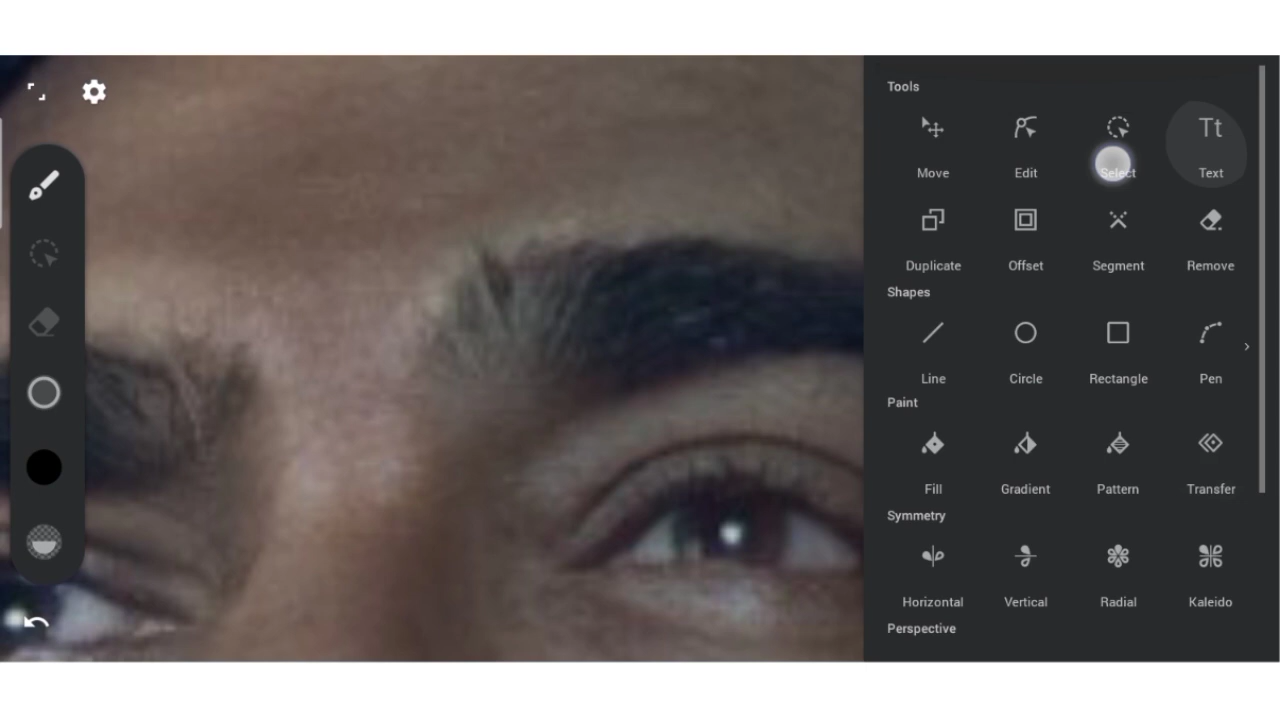 Tools
Tt
Move Edit Select Text
Duplicate Offset Segment Remove
Shapes
Line Circle Rectangle Pen
Paint
Fill Gradient Pattern Transfer
Symmetry
Horizontal Vertical Radial Kaleido
Perspective